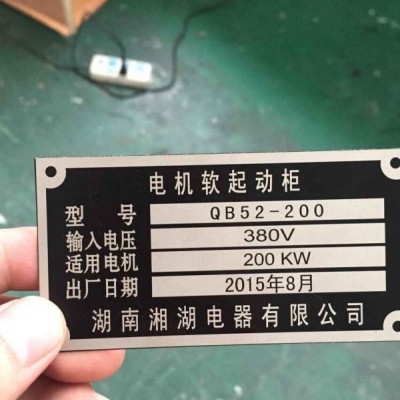 电机软起动柜
型号 QB52-200
输入电压 380V
适用电机 200 KW
出厂日期 2015年8月
湖南湘湖电器有限公司